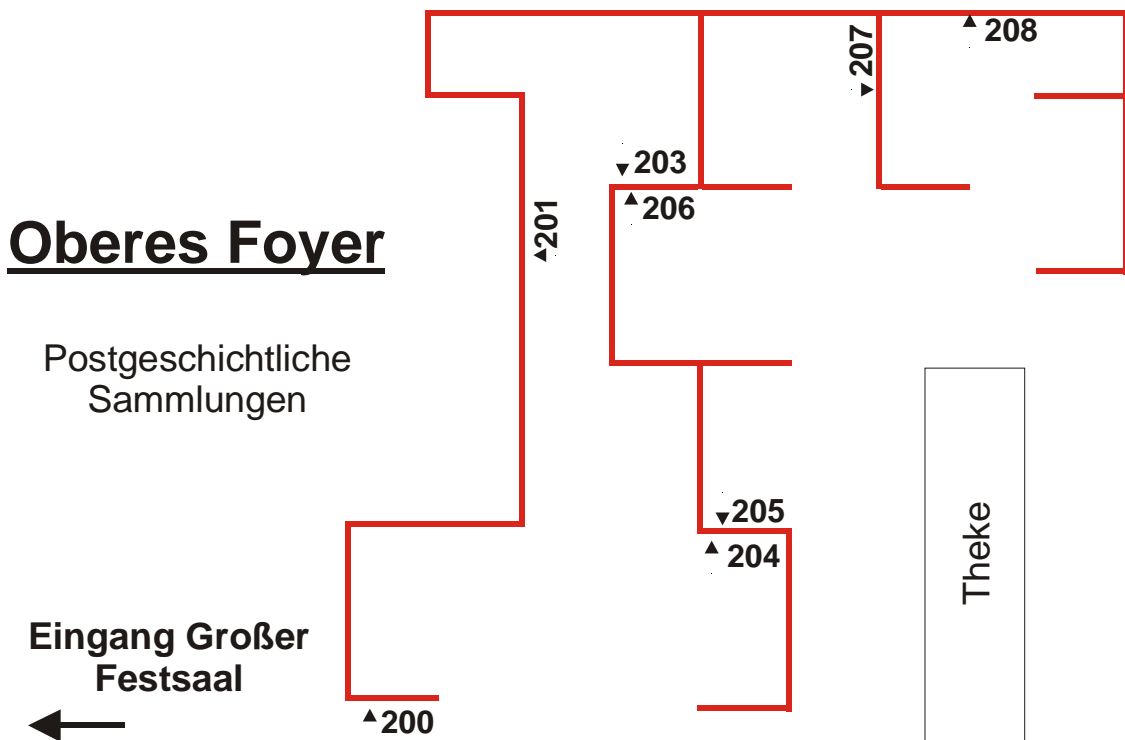 208
207
203
206
201
Oberes Foyer
Postgeschichtliche
Sammlungen
205
204
Theke
Eingang Großer
Festsaal
200